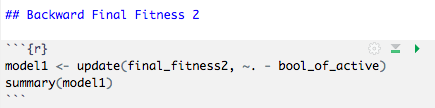 ## Backward Final Fitness 2
```{r}
model1 <- update(final_fitness2, ~. - bool_of_active)
summary(model1)
```